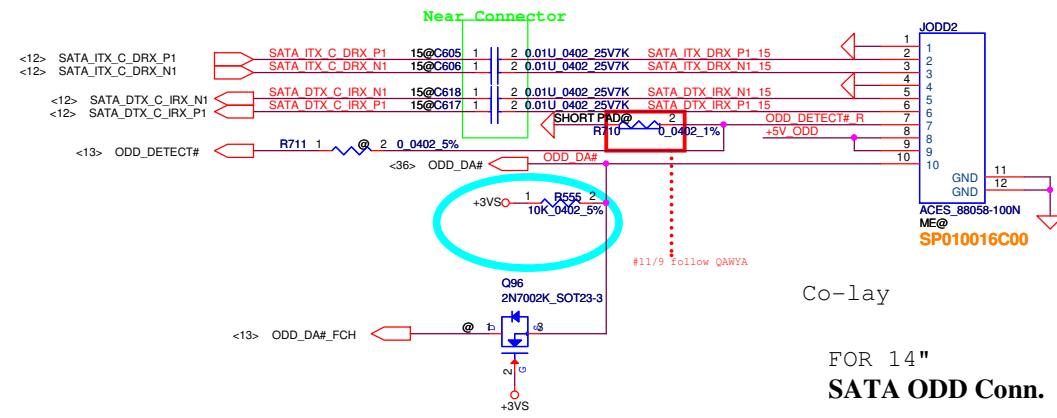 Near Connector
JODD2
<12> SATA_ITX_C_DRX_P1 SATA_ITX_C_DRX_P1 15@C605 1 2 0.01U_0402_25V7K SATA_ITX_DRX_P1_15
<12> SATA_ITX_C_DRX_N1 SATA_ITX_C_DRX_N1 15@C606 1 2 0.01U_0402_25V7K SATA_ITX_DRX_N1_15
<12> SATA_DTX_C_IRX_N1 SATA_DTX_C_IRX_N1 15@C618 1 2 0.01U_0402_25V7K SATA_DTX_IRX_N1_15
<12> SATA_DTX_C_IRX_P1 SATA_DTX_C_IRX_P1 15@C617 1 2 0.01U_0402_25V7K SATA_DTX_IRX_P1_15
1 1
2 2
3 3
4 4
5 5
6 6
7 7
8 8
9 9
10 10
SHORT PAD@ 2 ODD_DETECT#_R
R710 0_0402_1%
+5V_ODD
<13> ODD_DETECT# R711 1 @ 2 0_0402_5%
<36> ODD_DA# ODD_DA#
GND 11
GND 12
+3VS 1 R555 2
10K_0402_5%
ACES_88058-100N
ME@
SP010016C00
#11/9 follow QAWYA
Q96
2N7002K_SOT23-3
Co-lay
<13> ODD_DA#_FCH @ 1 D S 3
2 G
+3VS
FOR 14"
SATA ODD Conn.